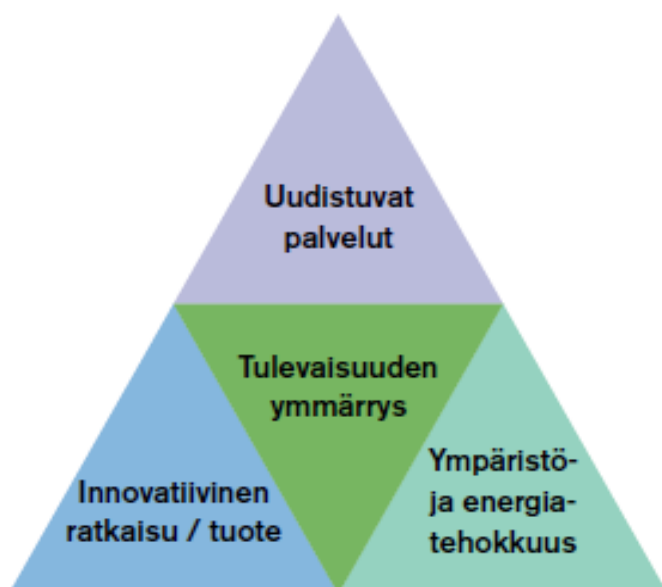 Uudistuvat
palvelut
Tulevaisuuden
ymmärrys
Innovatiivinen
ratkaisu / tuote
Ympäristö-
ja energia-
tehokkuus